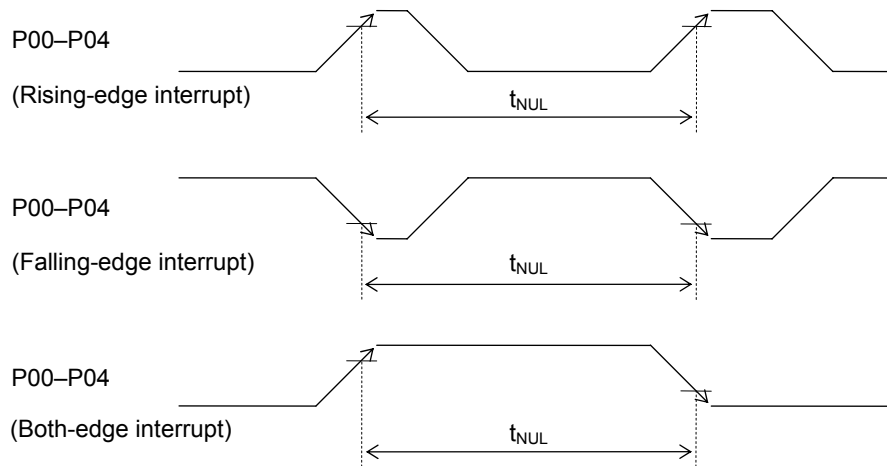 P00–P04
(Rising-edge interrupt)
tNUL
P00–P04
(Falling-edge interrupt)
tNUL
P00–P04
(Both-edge interrupt)
tNUL